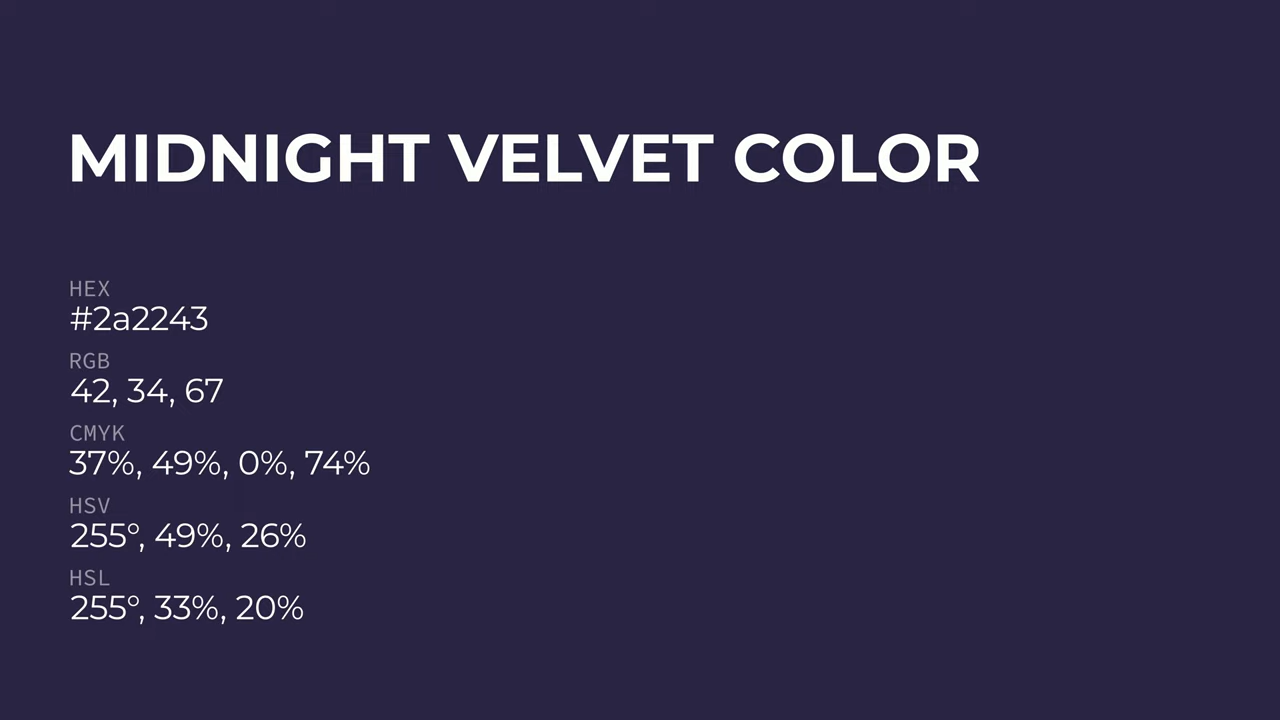 MIDNIGHT VELVET COLOR
HEX
#2a2243
RGB
42, 34, 67
CMYK
37%, 49%, 0%, 74%
HSV
255°, 49%, 26%
HSL
255°, 33%, 20%